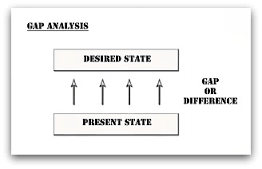 GAP ANALYSIS
DESIRED STATE
GAP
OR
DIFFERENCE
PRESENT STATE